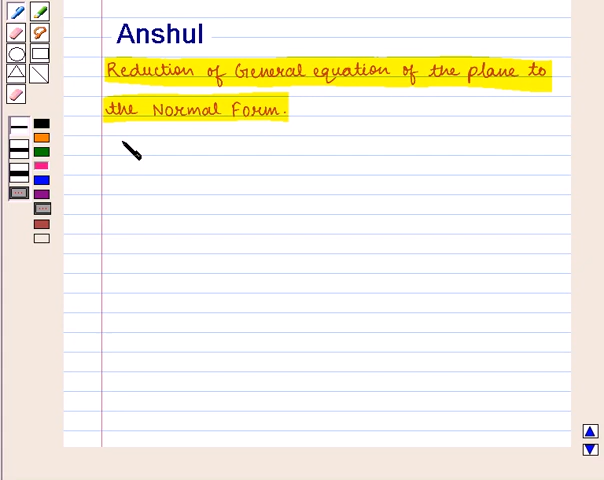 Anshul
Reduction of General equation of the plane to
the Normal Form.